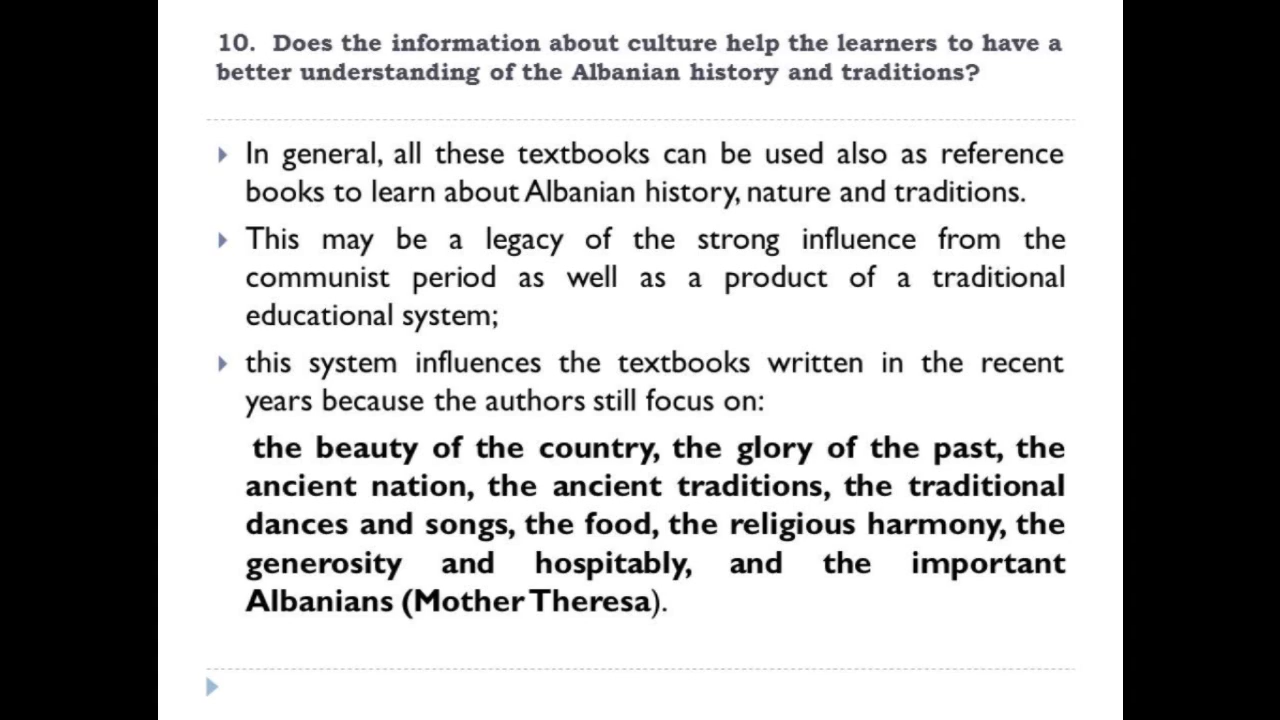 10. Does the information about culture help the learners to have a
better understanding of the Albanian history and traditions?
In general, all these textbooks can be used also as reference
books to learn about Albanian history, nature and traditions.
This may be a legacy of the strong influence from the
communist period as well as a product of a traditional
educational system;
this system influences the textbooks written in the recent
years because the authors still focus on:
the beauty of the country, the glory of the past, the
ancient nation, the ancient traditions, the traditional
dances and songs, the food, the religious harmony, the
generosity and hospitably, and the important
Albanians (Mother Theresa).